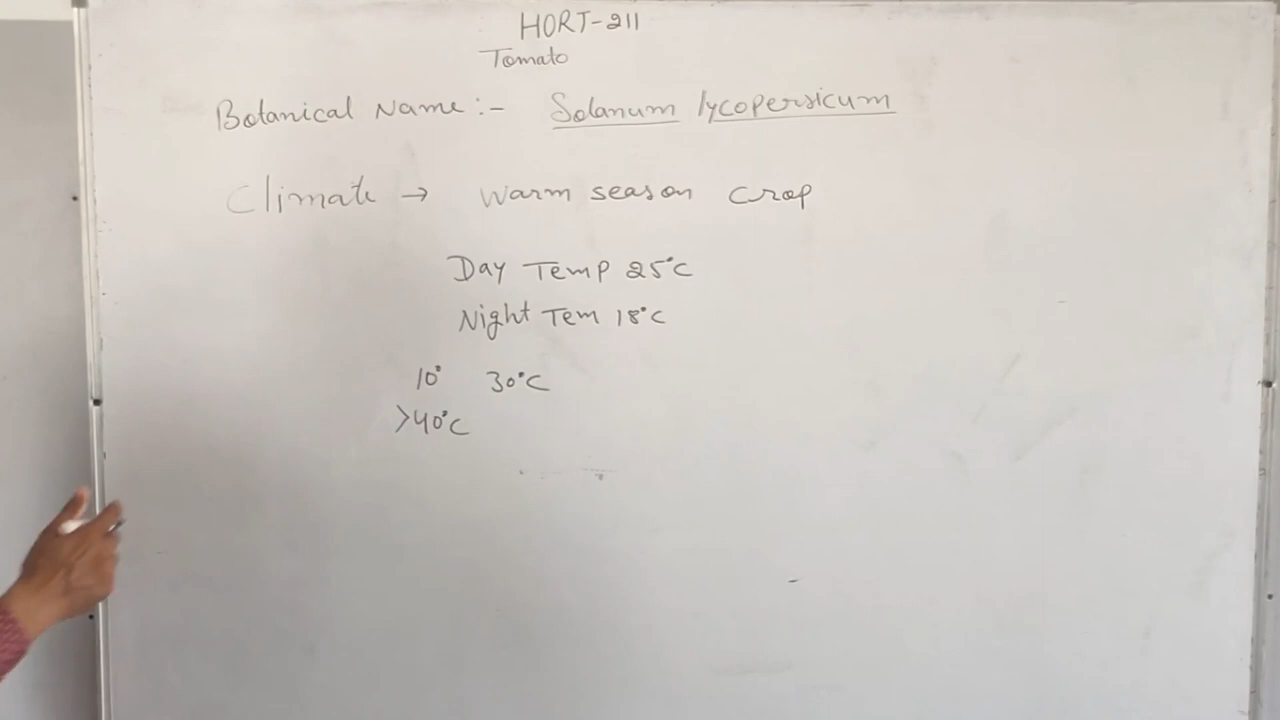 HORT-211
Tomato
Botanical Name:- Solanum lycopersicum
Climate → warm season crop
Day Temp 25°C
Night Tem 18°C
10° 30°C
>40°C